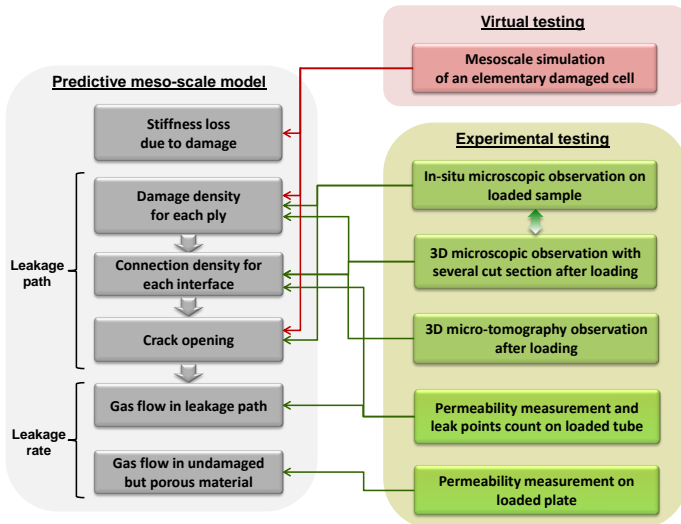 Virtual testing
Mesoscale simulation
of an elementary damaged cell
Predictive meso-scale model
Stiffness loss
due to damage
Damage density
for each ply
Connection density for
each interface
Crack opening
Gas flow in leakage path
Gas flow in undamaged
but porous material
Leakage
path
Leakage
rate
Experimental testing
In-situ microscopic observation on
loaded sample
3D microscopic observation with
several cut section after loading
3D micro-tomography observation
after loading
Permeability measurement and
leak points count on loaded tube
Permeability measurement on
loaded plate